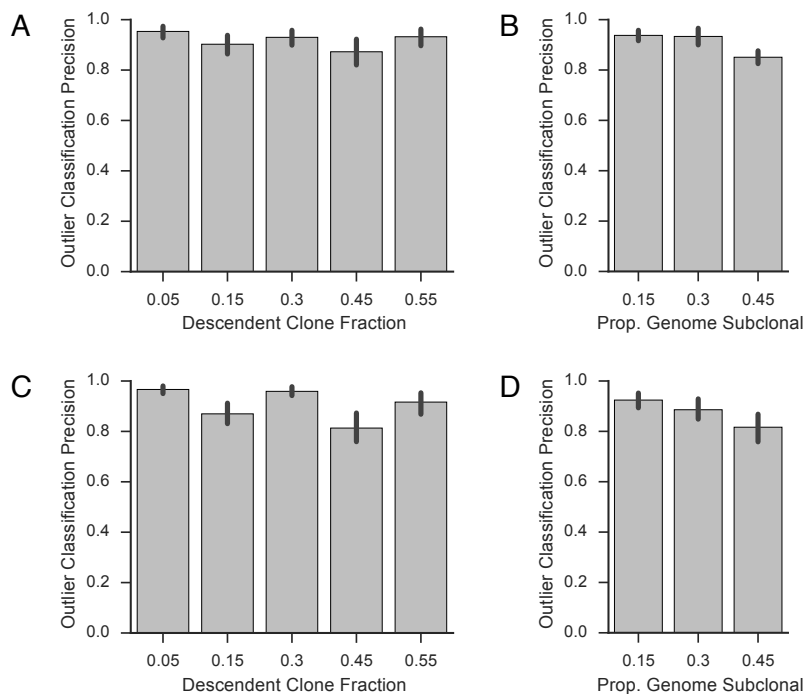 A
Outlier Classification Precision
1.0
0.8
0.6
0.4
0.2
0.0
0.05 0.15 0.3 0.45 0.55
Descendent Clone Fraction
B
Outlier Classification Precision
1.0
0.8
0.6
0.4
0.2
0.0
0.15 0.3 0.45
Prop. Genome Subclonal
C
Outlier Classification Precision
1.0
0.8
0.6
0.4
0.2
0.0
0.05 0.15 0.3 0.45 0.55
Descendent Clone Fraction
D
Outlier Classification Precision
1.0
0.8
0.6
0.4
0.2
0.0
0.15 0.3 0.45
Prop. Genome Subclonal